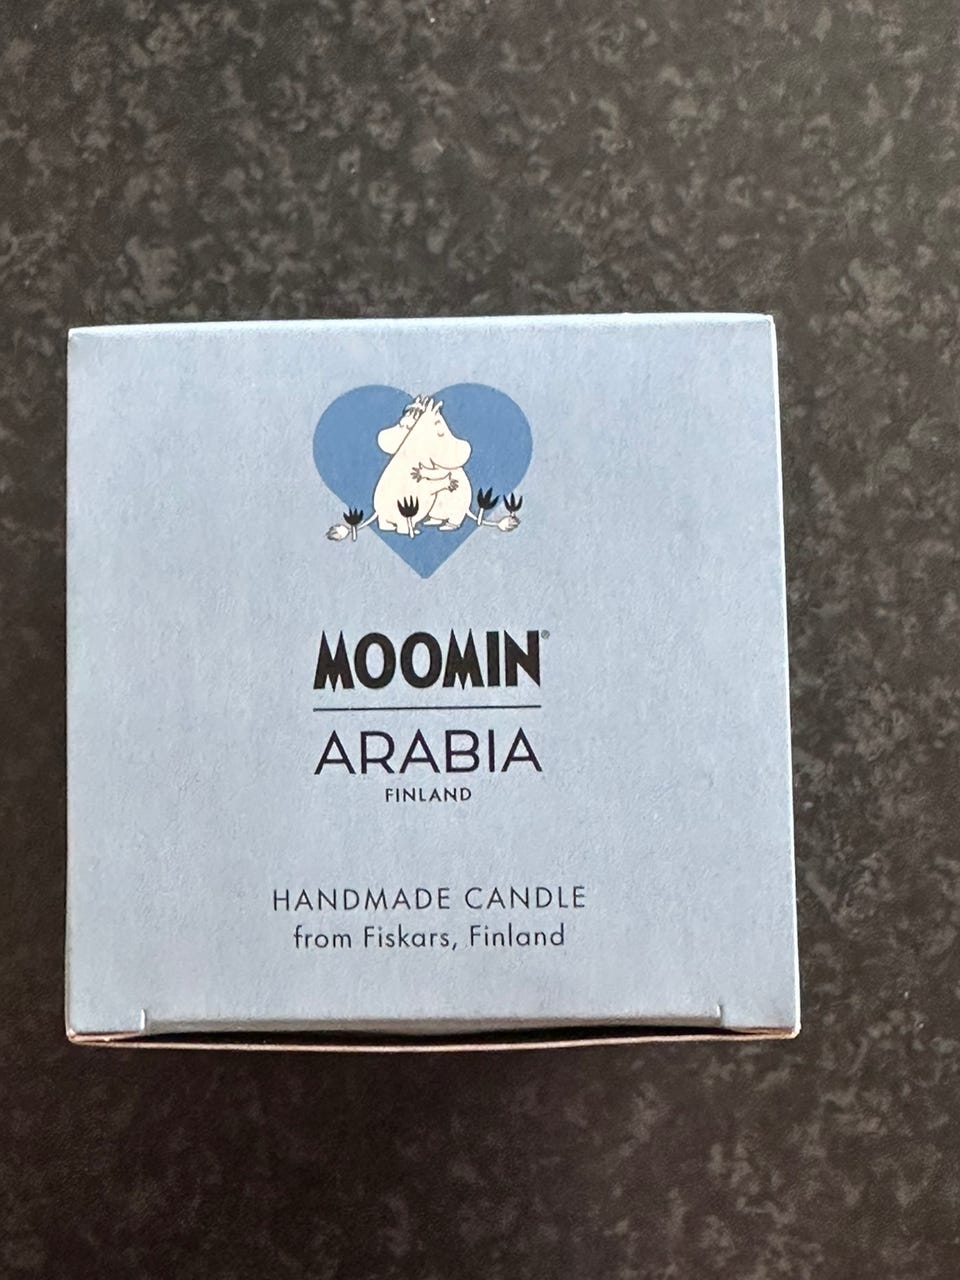 MOOMIN®
ARABIA
FINLAND
HANDMADE CANDLE
from Fiskars, Finland